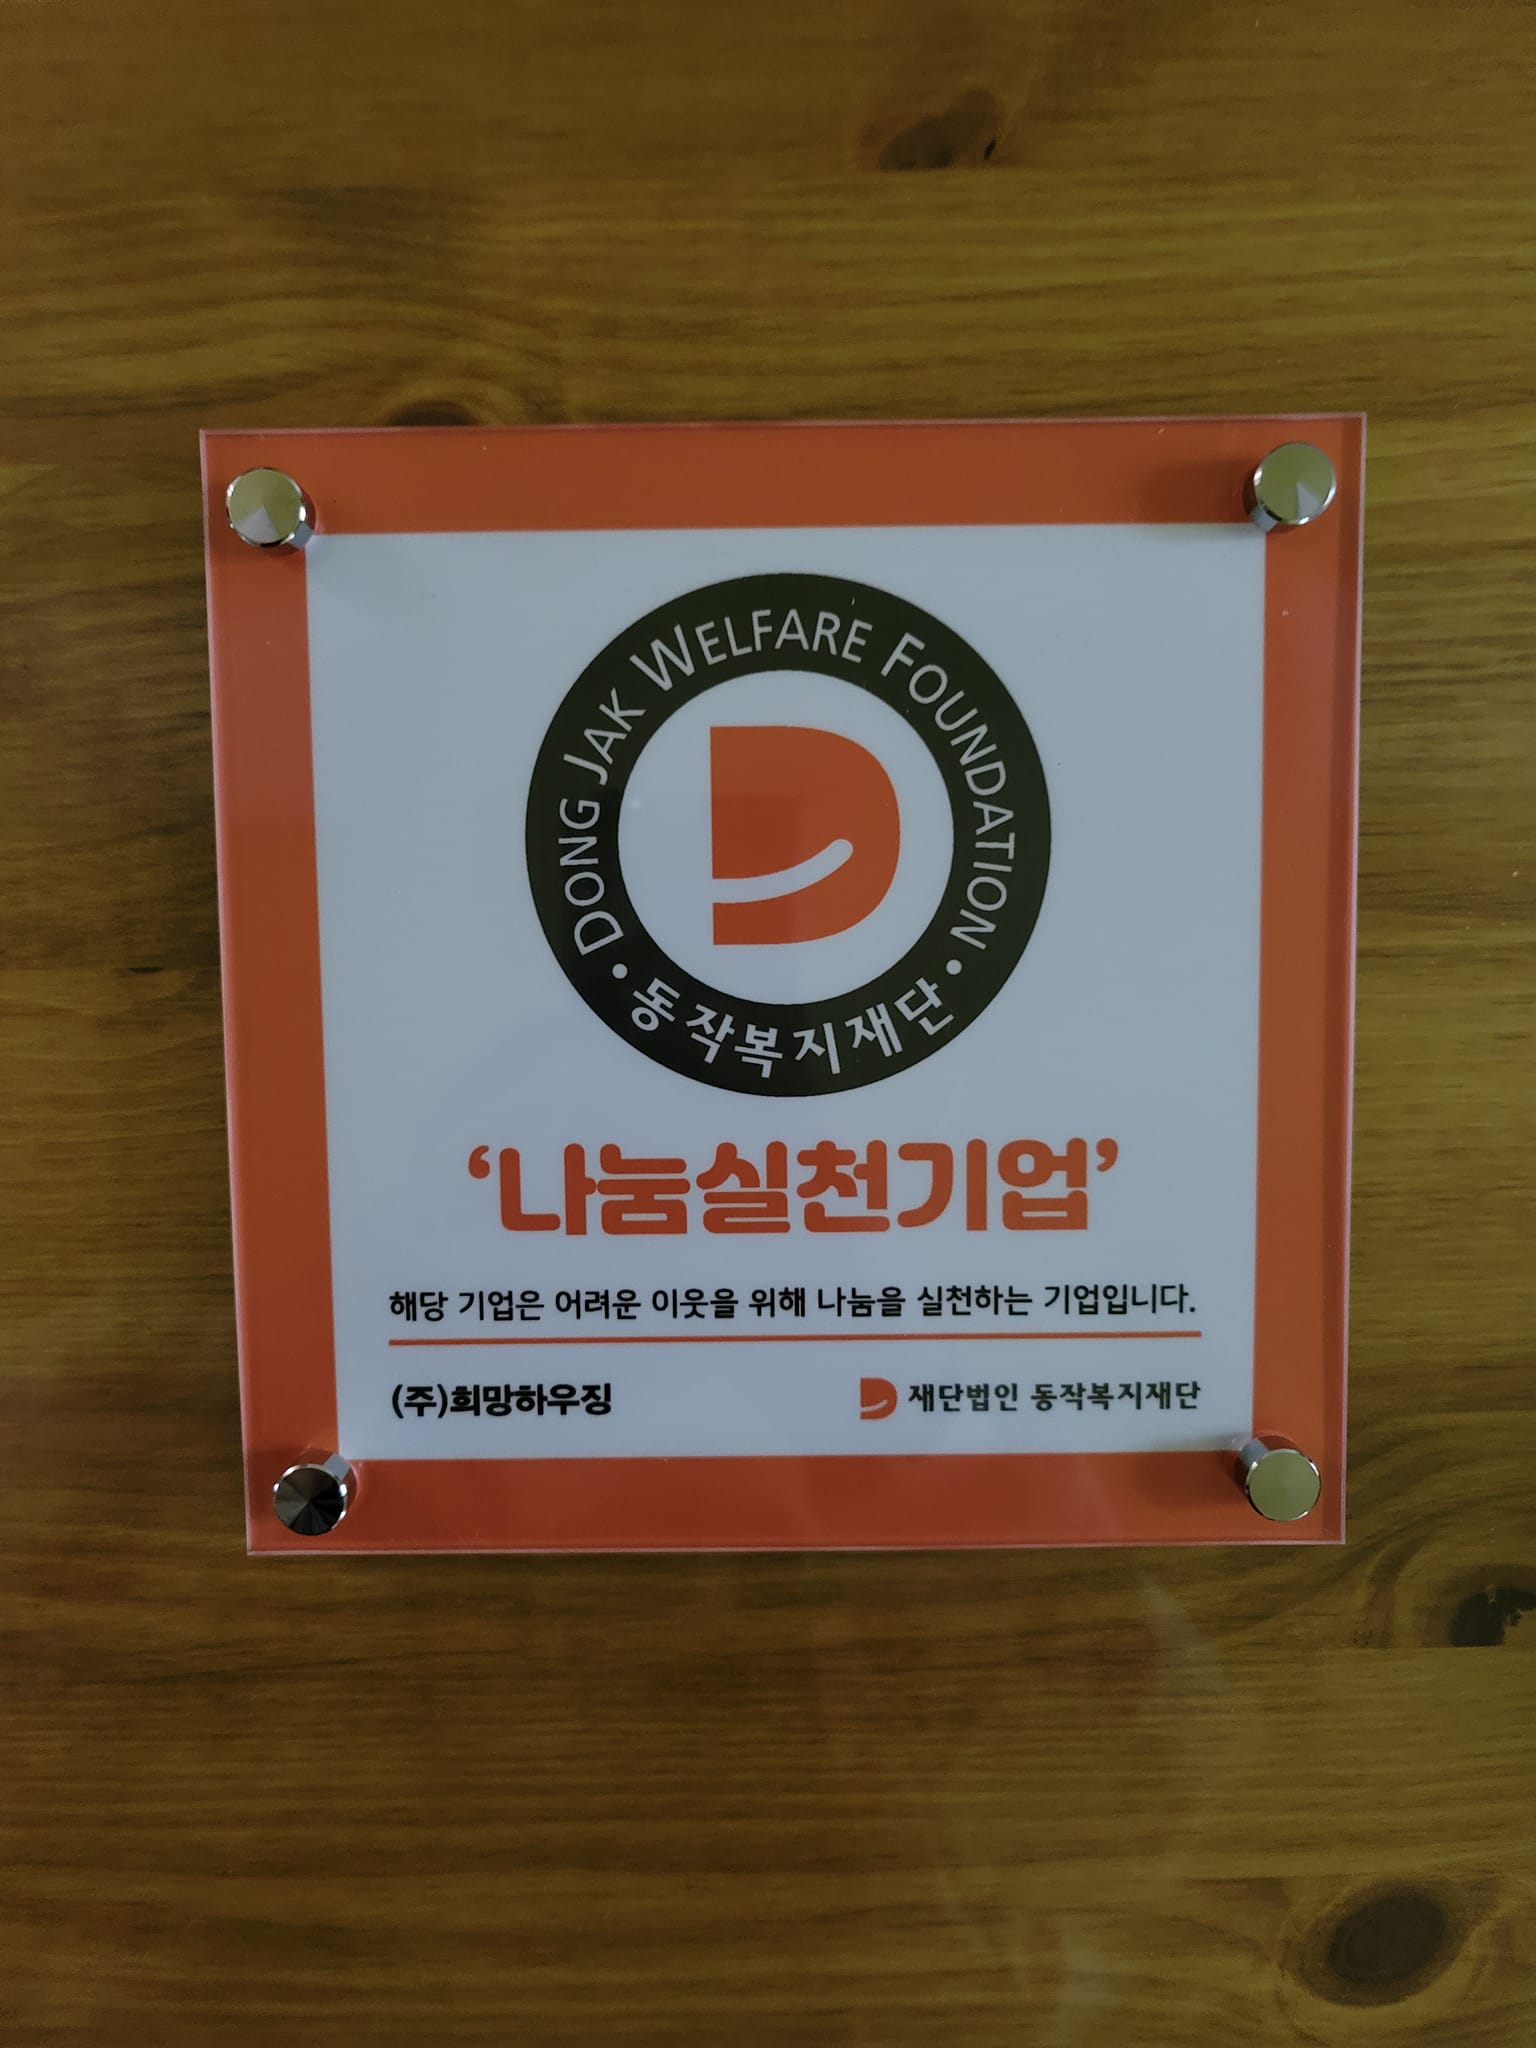 DONG JAK WELFARE FOUNDATION
• 동작복지재단 •
‘나눔실천기업’
해당 기업은 어려운 이웃을 위해 나눔을 실천하는 기업입니다.
(주)희망하우징
재단법인 동작복지재단